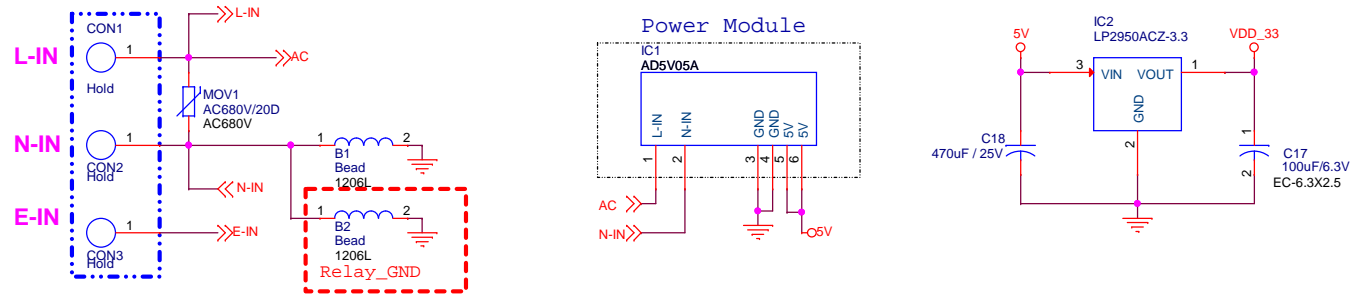 CON1
L-IN
1
Hold
L-IN
AC
MOV1
AC680V/20D
AC680V
N-IN
1
CON2
Hold
N-IN
1
2
B1
Bead
1206L
E-IN
1
CON3
Hold
E-IN
1
2
B2
Bead
1206L
Relay_GND
Power Module
IC1
AD5V05A
L-IN
N-IN
GND
GND
5V
5V
1
2
3
4
5
6
AC
N-IN
5V
IC2
LP2950ACZ-3.3
5V
VDD_33
3
VIN
VOUT
1
GND
2
C18
470uF / 25V
1
C17
100uF/6.3V
2
EC-6.3X2.5